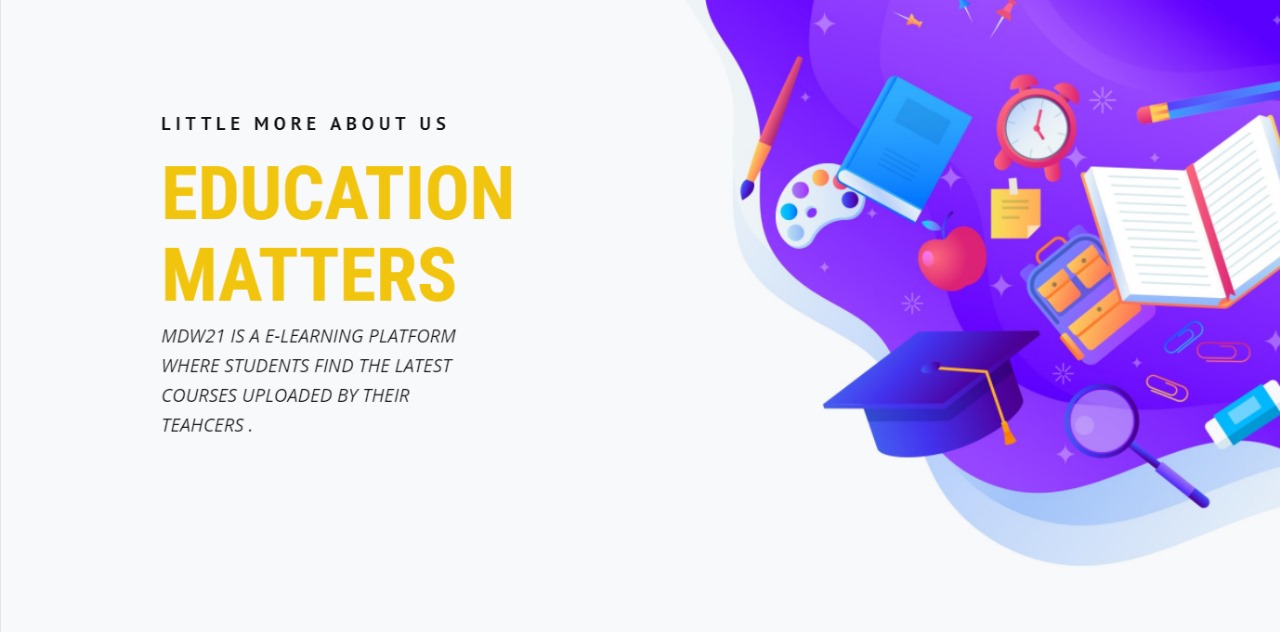 LITTLE MORE ABOUT US
EDUCATION
MATTERS
MDW21 IS A E-LEARNING PLATFORM
WHERE STUDENTS FIND THE LATEST
COURSES UPLOADED BY THEIR
TEAHCERS .